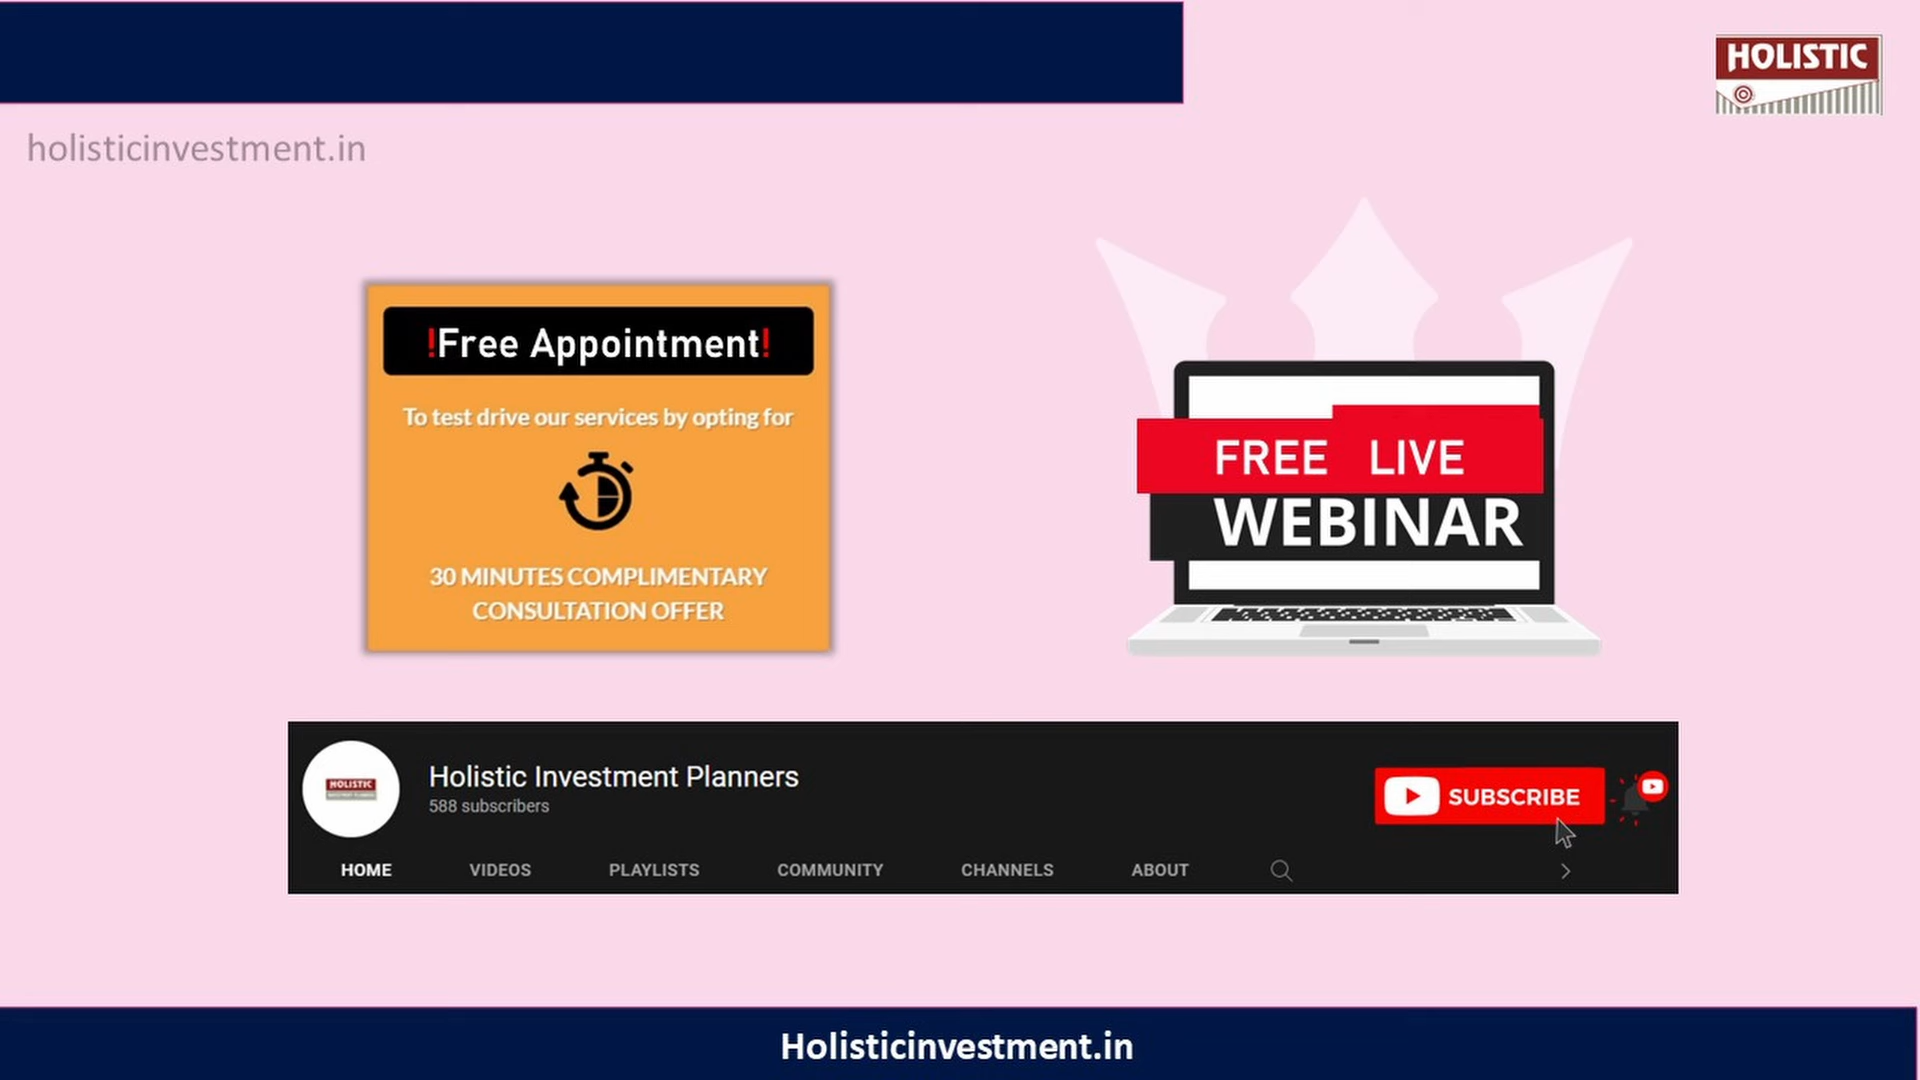 HOLISTIC
holisticinvestment.in
!Free Appointment!
To test drive our services by opting for
30 MINUTES COMPLIMENTARY
CONSULTATION OFFER
FREE LIVE
WEBINAR
HOLISTIC
Holistic Investment Planners
588 subscribers
SUBSCRIBE
HOME VIDEOS PLAYLISTS COMMUNITY CHANNELS ABOUT
Holisticinvestment.in